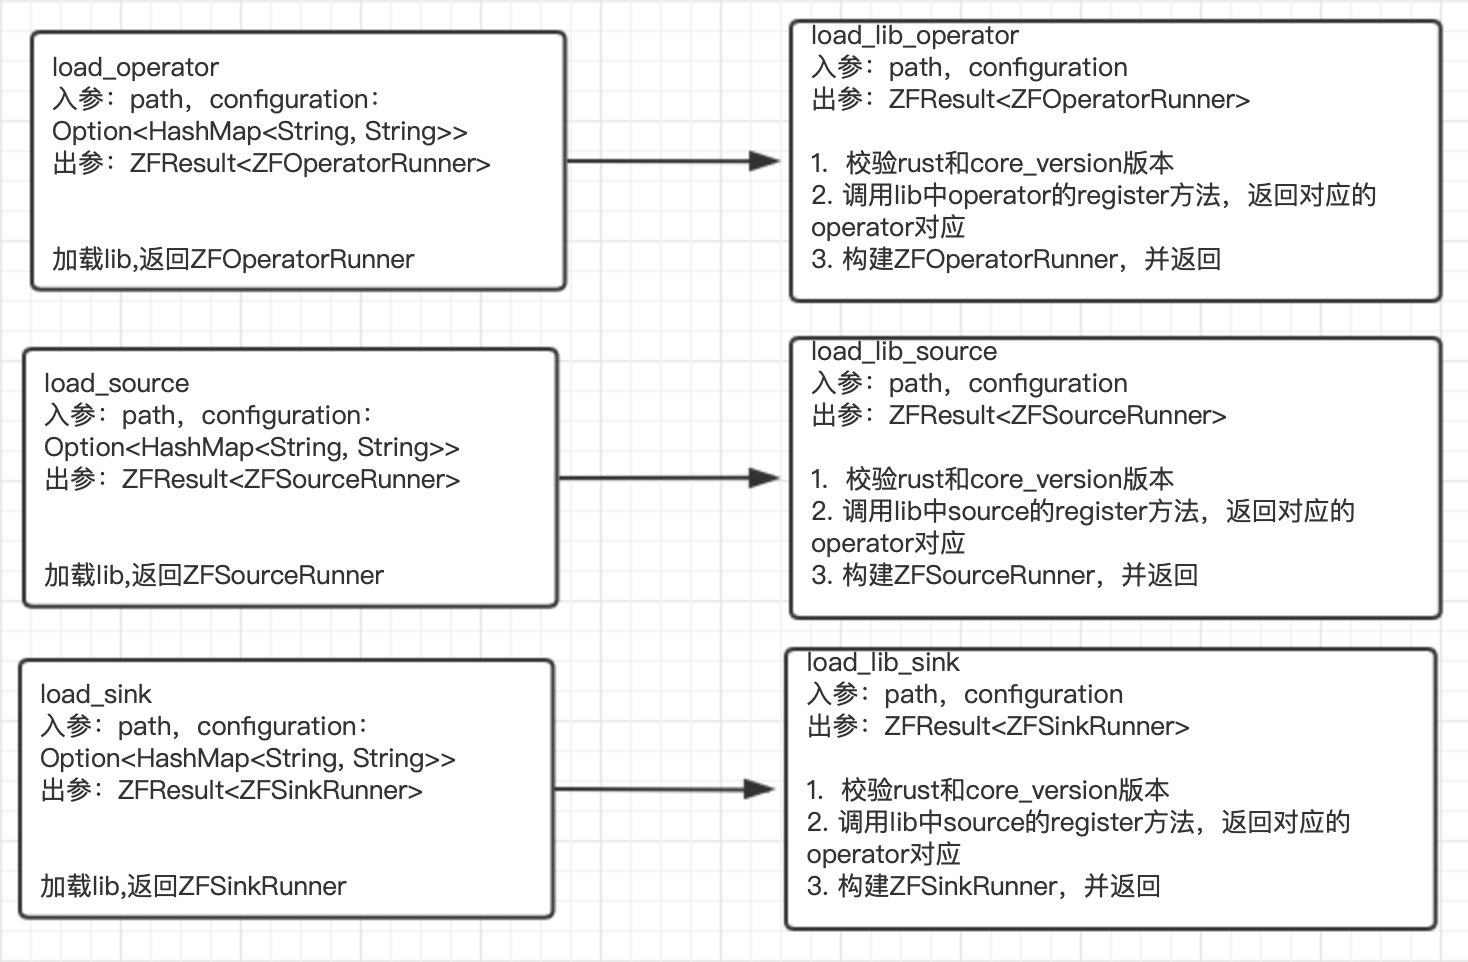 load_operator
入参：path，configuration：
Option<HashMap<String, String>>
出参：ZFResult<ZFOperatorRunner>
加载lib,返回ZFOperatorRunner
load_lib_operator
入参：path，configuration
出参：ZFResult<ZFOperatorRunner>
1. 校验rust和core_version版本
2. 调用lib中operator的register方法，返回对应的
operator对应
3. 构建ZFOperatorRunner，并返回
load_source
入参：path，configuration：
Option<HashMap<String, String>>
出参：ZFResult<ZFSourceRunner>
加载lib,返回ZFSourceRunner
load_lib_source
入参：path，configuration
出参：ZFResult<ZFSourceRunner>
1. 校验rust和core_version版本
2. 调用lib中source的register方法，返回对应的
operator对应
3. 构建ZFSourceRunner，并返回
load_sink
入参：path，configuration：
Option<HashMap<String, String>>
出参：ZFResult<ZFSinkRunner>
加载lib,返回ZFSinkRunner
load_lib_sink
入参：path，configuration
出参：ZFResult<ZFSinkRunner>
1. 校验rust和core_version版本
2. 调用lib中source的register方法，返回对应的
operator对应
3. 构建ZFSinkRunner，并返回